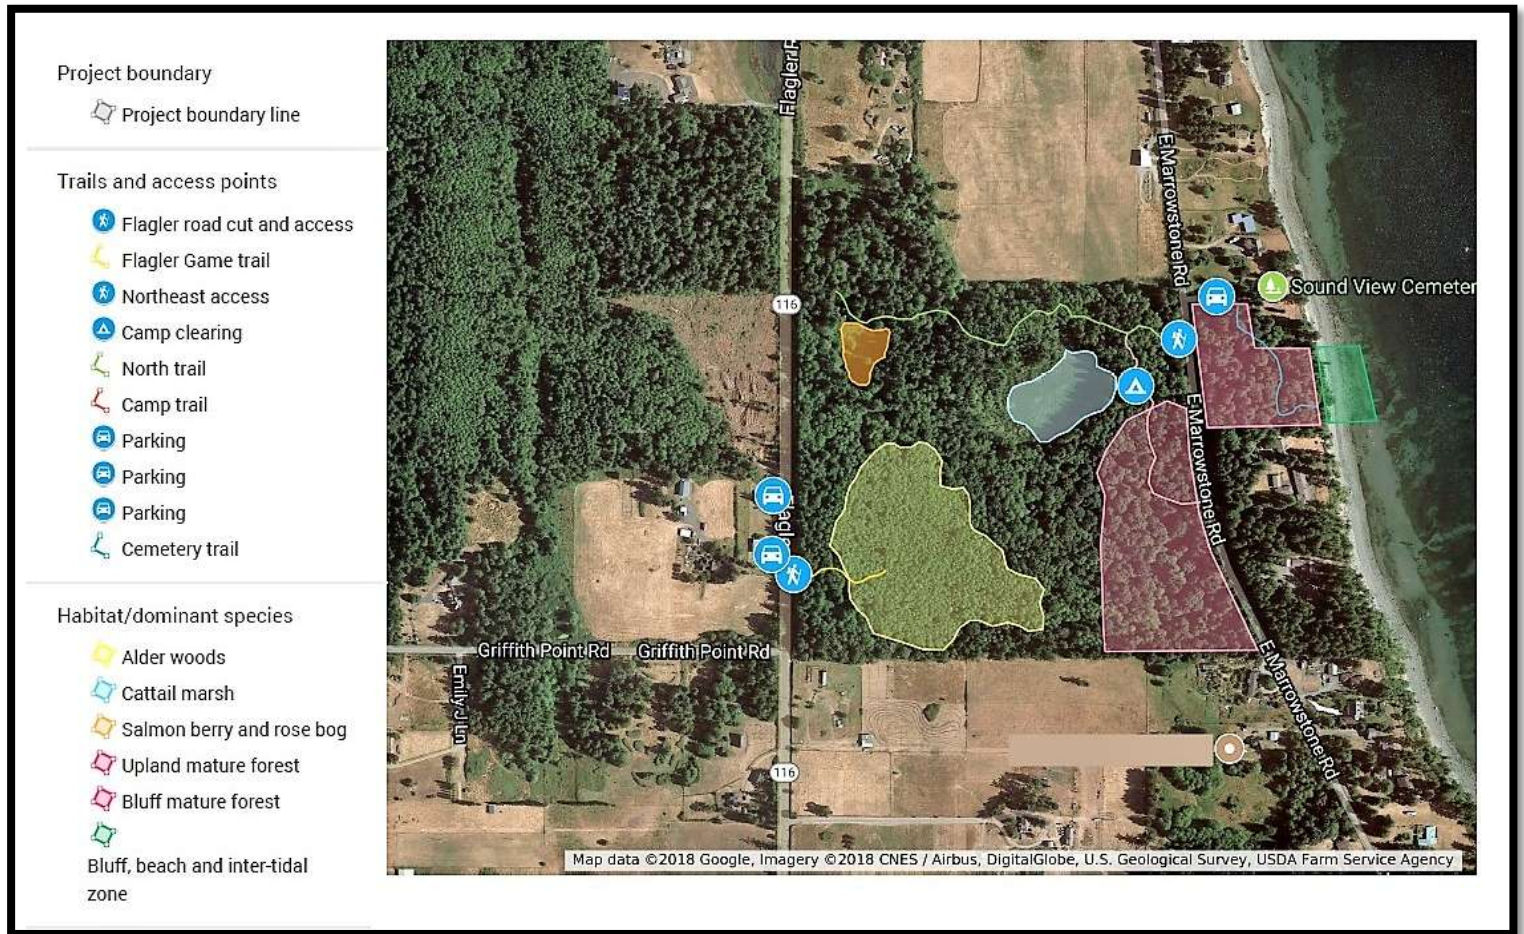 Project boundary
Project boundary line
Trails and access points
Flagler road cut and access
Flagler Game trail
Northeast access
Camp clearing
North trail
Camp trail
Parking
Parking
Parking
Cemetery trail
Habitat/dominant species
Alder woods
Cattail marsh
Salmon berry and rose bog
Upland mature forest
Bluff mature forest
Bluff, beach and inter-tidal
zone
Flagler R
E Marrowstone Rd
Sound View Cemeter
116
E Marrowstone Rd
Flagle
Griffith Point Rd
Griffith Point Rd
Emily J Ln
E Marrowstone Rd
116
Map data ©2018 Google, Imagery ©2018 CNES / Airbus, DigitalGlobe, U.S. Geological Survey, USDA Farm Service Agency